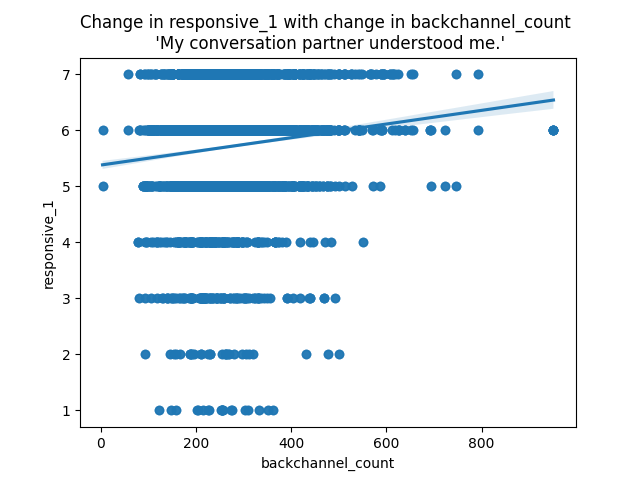 Change in responsive_1 with change in backchannel_count
'My conversation partner understood me.'
7
6
5
4
3
2
1
responsive_1
0 200 400 600 800
backchannel_count